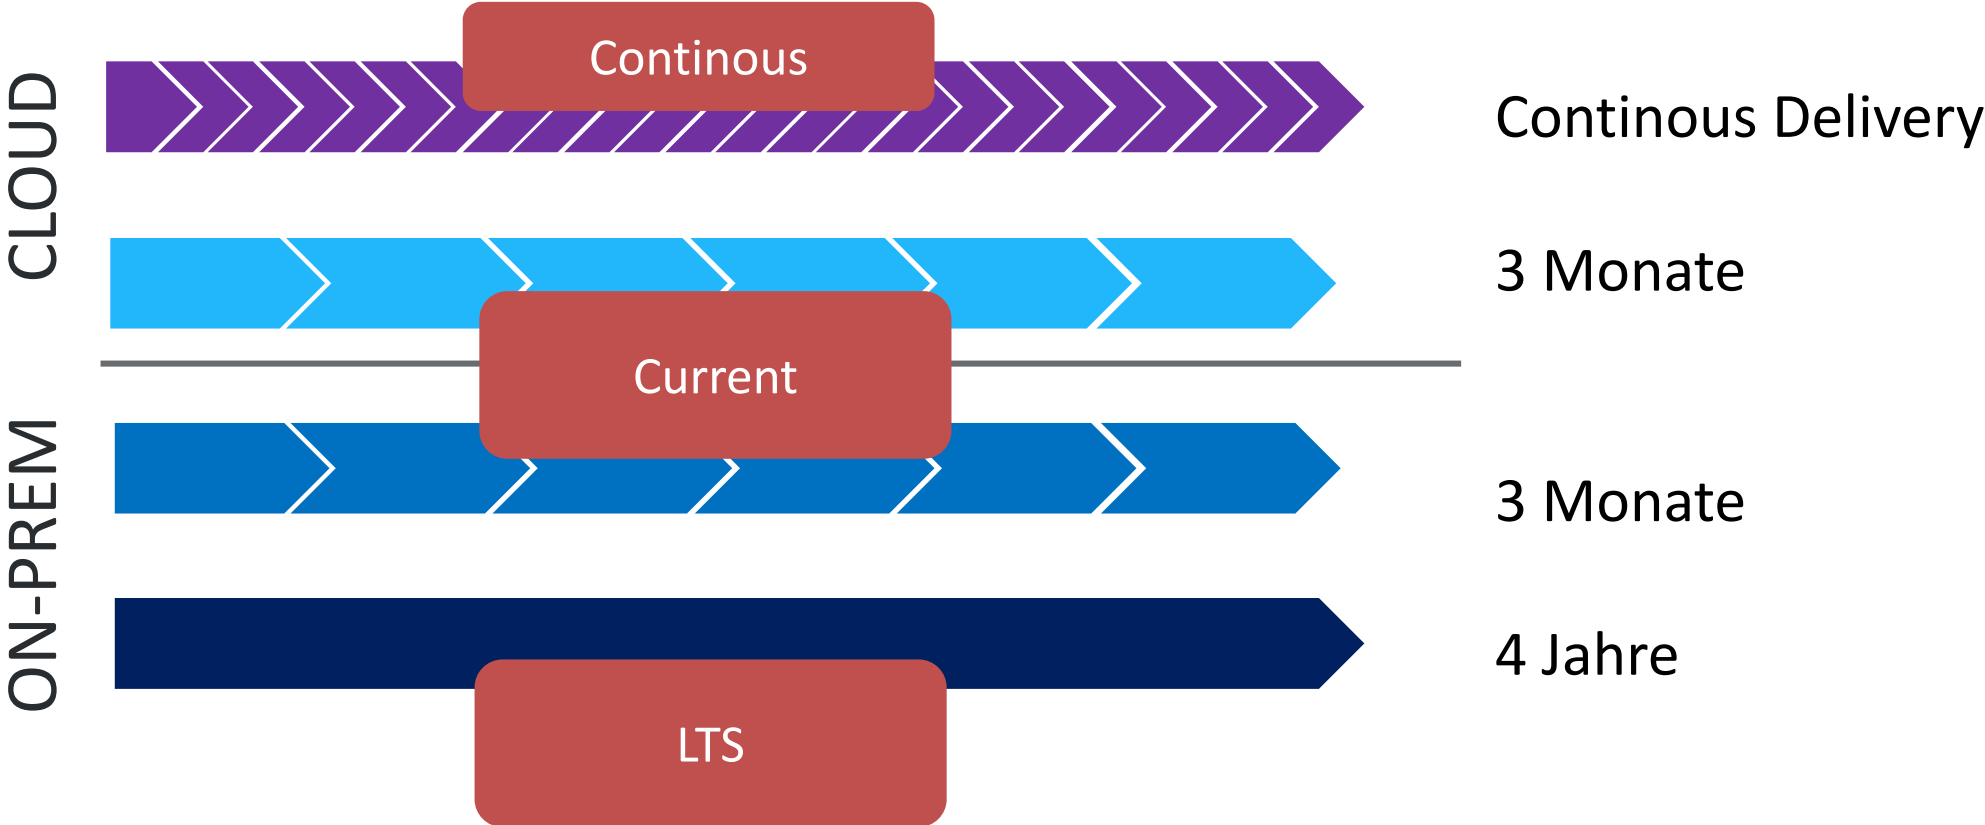 CLOUD
Continous
Continous Delivery
3 Monate
Current
ON-PREM
3 Monate
4 Jahre
LTS